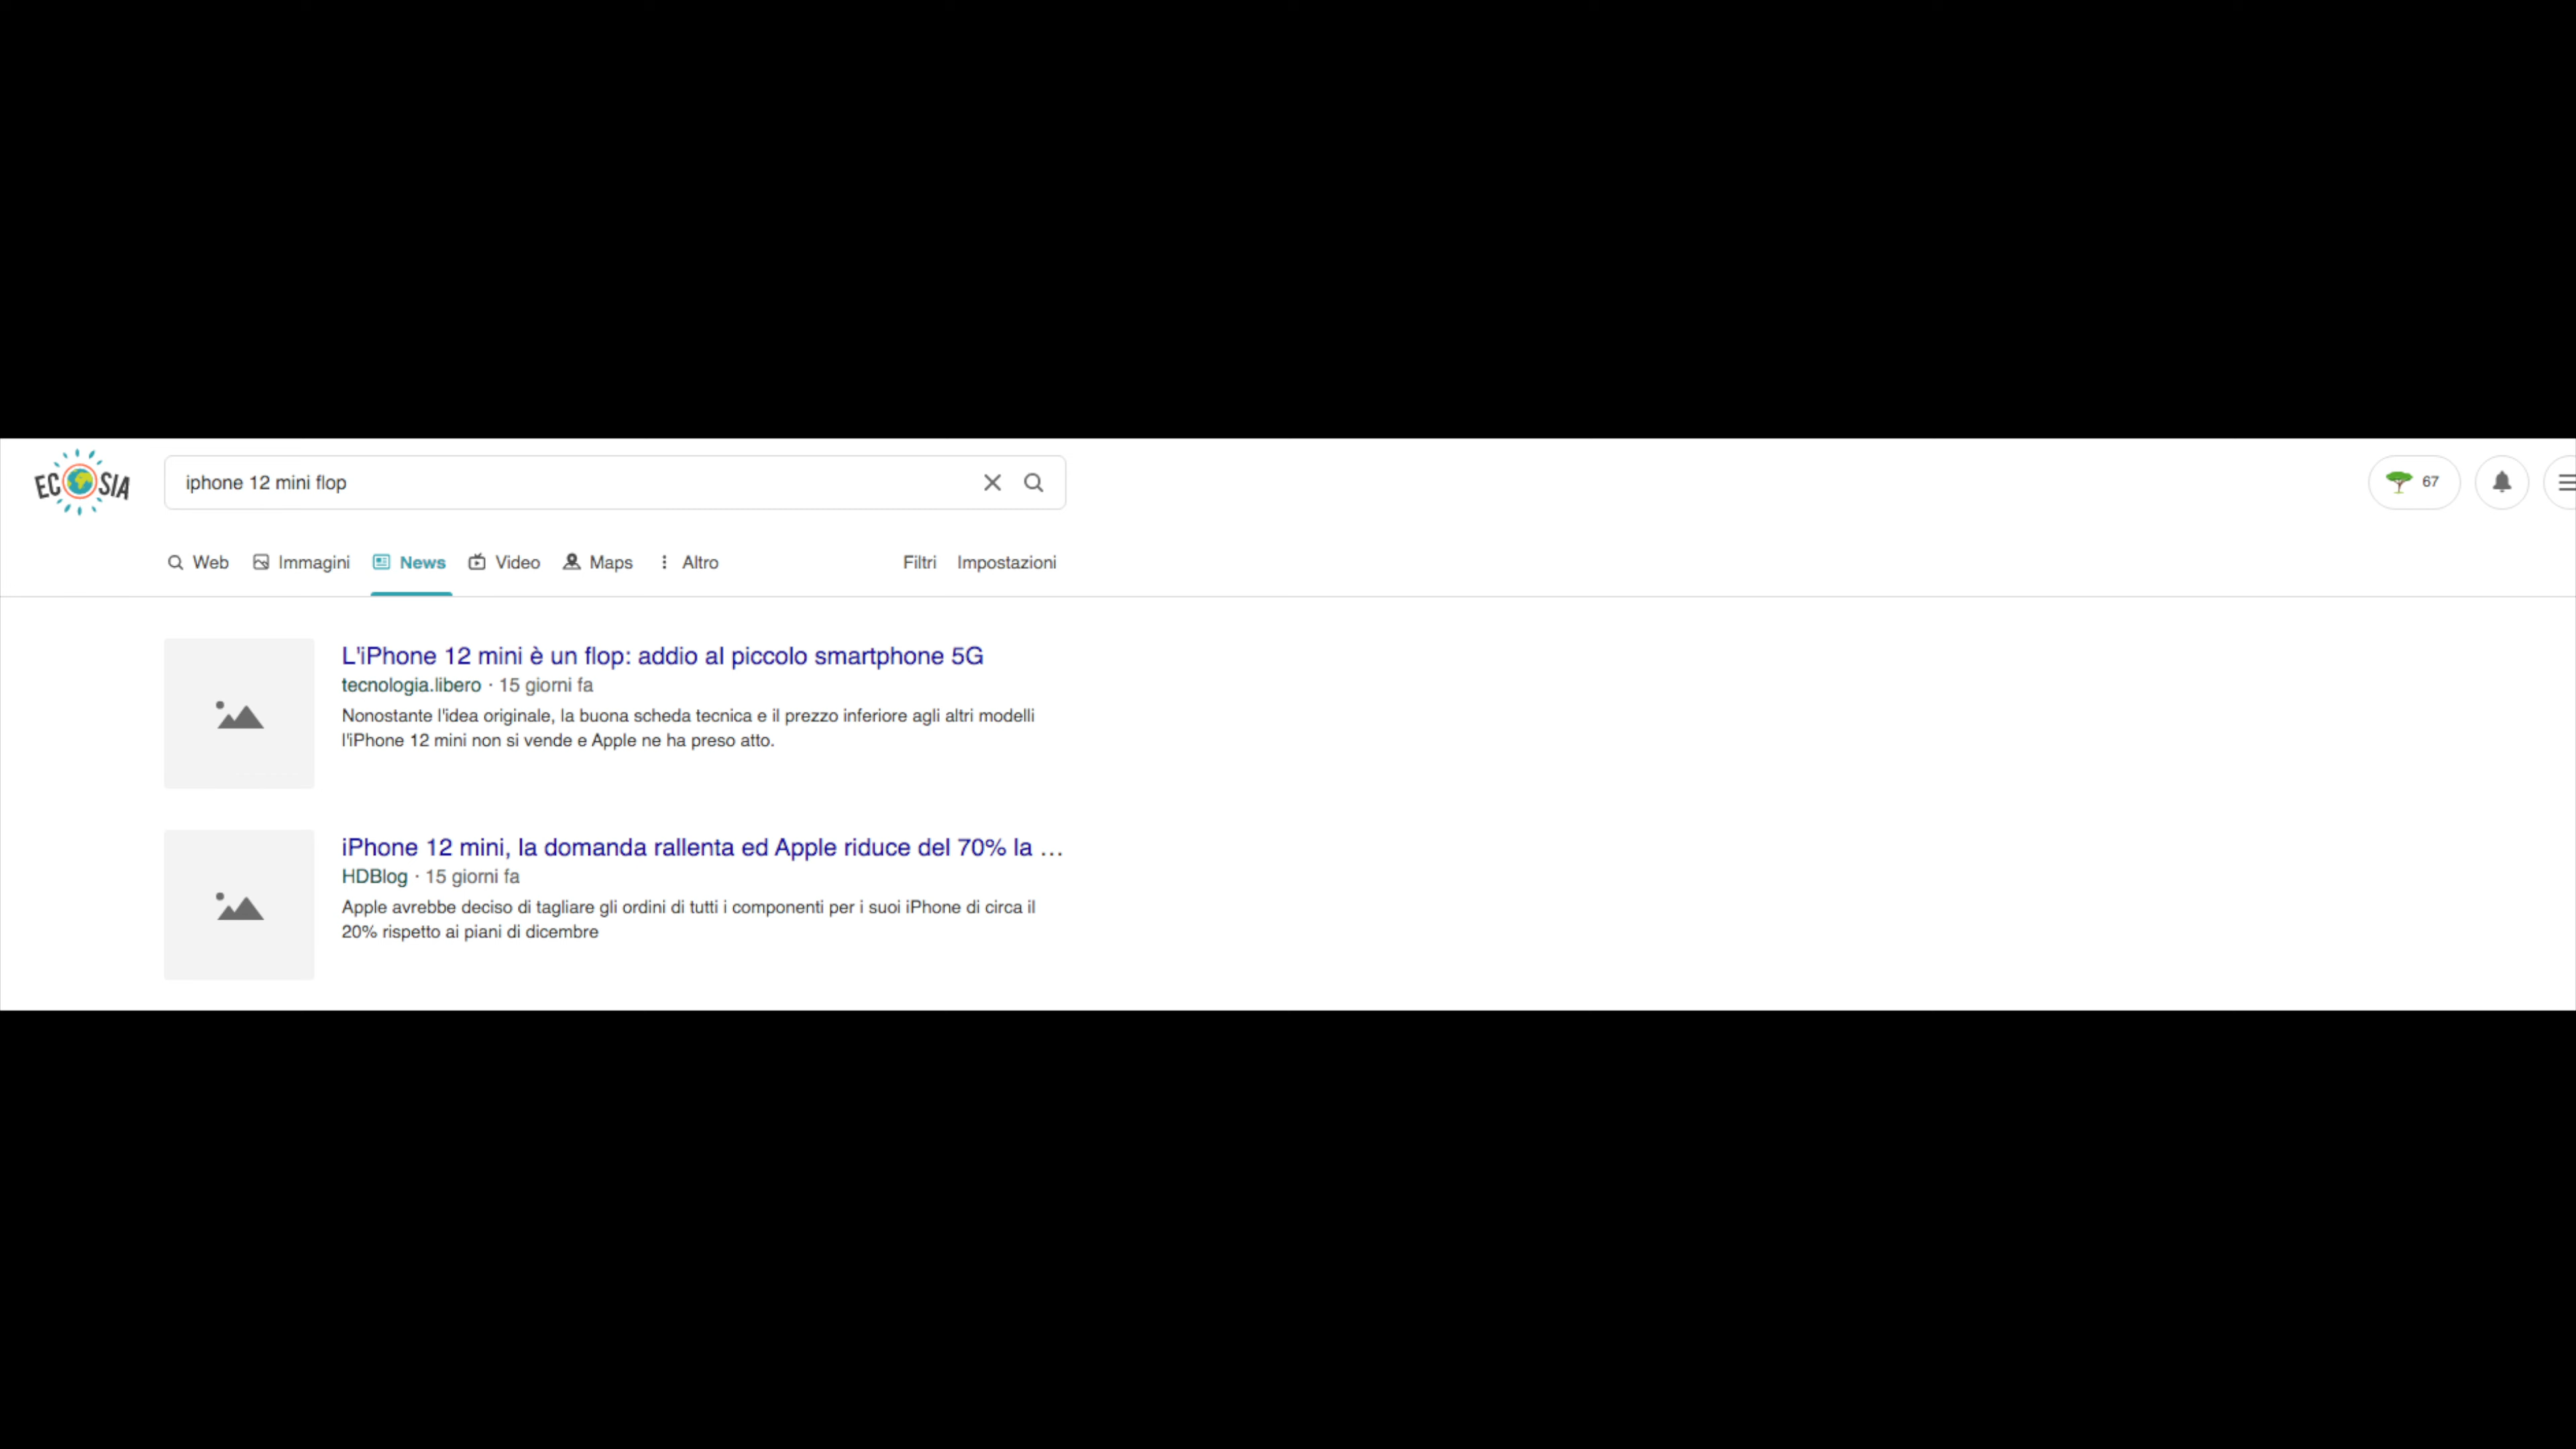 ECOSIA
iphone 12 mini flop
67
Web Immagini News Video Maps Altro Filtri Impostazioni
L'iPhone 12 mini è un flop: addio al piccolo smartphone 5G
tecnologia.libero · 15 giorni fa
Nonostante l'idea originale, la buona scheda tecnica e il prezzo inferiore agli altri modelli
l'iPhone 12 mini non si vende e Apple ne ha preso atto.
iPhone 12 mini, la domanda rallenta ed Apple riduce del 70% la ...
HDBlog · 15 giorni fa
Apple avrebbe deciso di tagliare gli ordini di tutti i componenti per i suoi iPhone di circa il
20% rispetto ai piani di dicembre